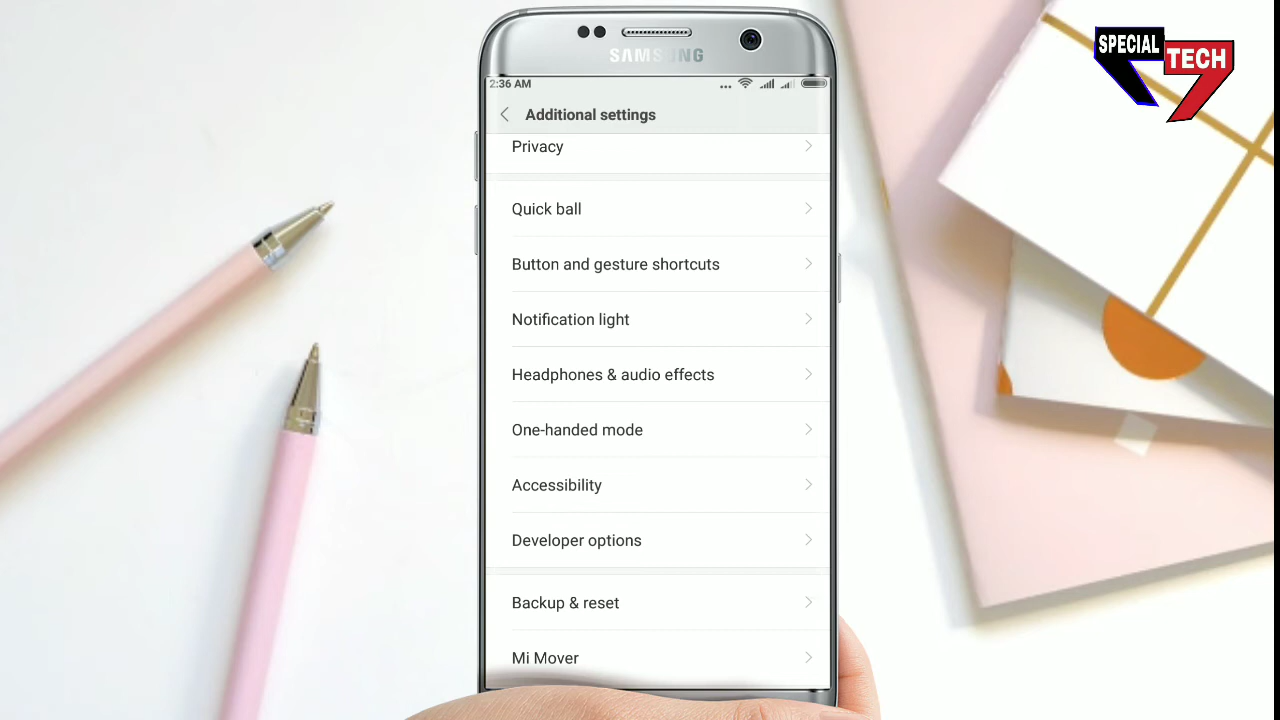 SPECIAL
TECH
SAMSUNG
2:36 AM
Additional settings
Privacy
Quick ball
Button and gesture shortcuts
Notification light
Headphones & audio effects
One-handed mode
Accessibility
Developer options
Backup & reset
Mi Mover